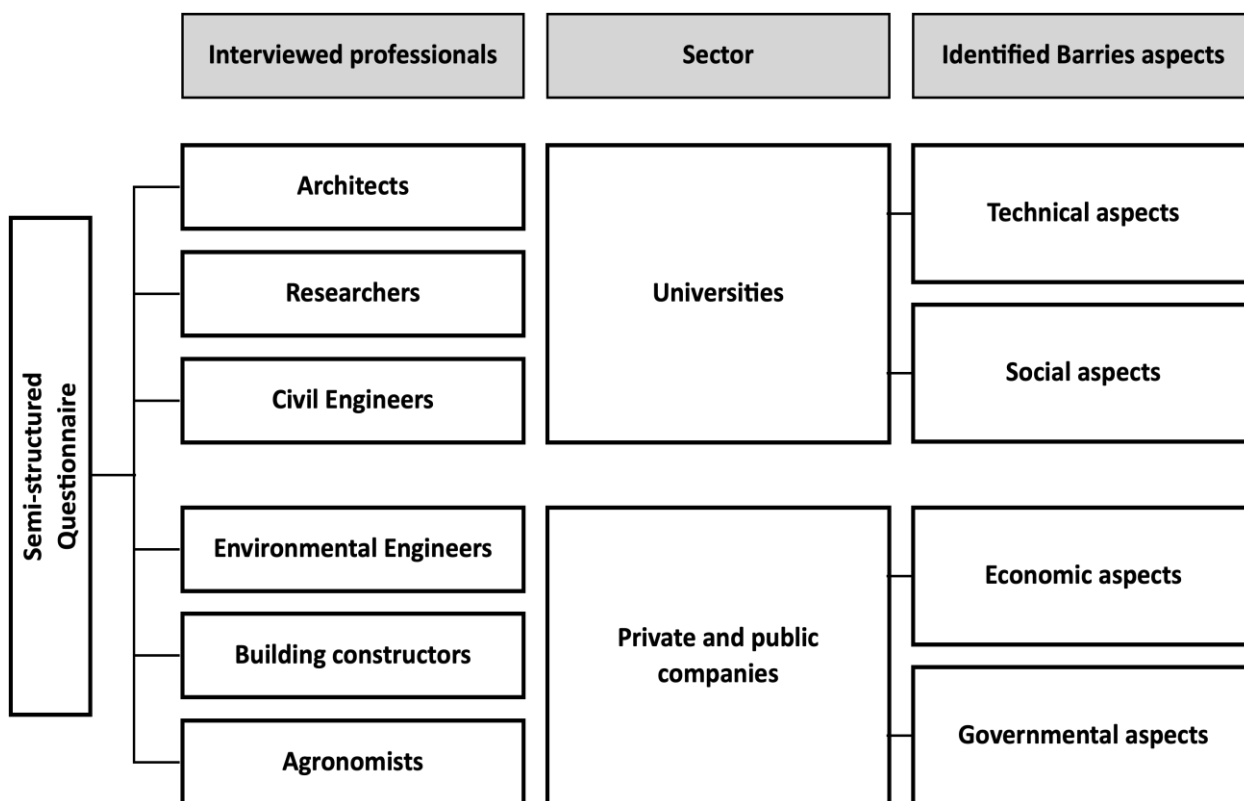 Interviewed professionals
Sector
Identified Barries aspects
Semi-structured
Questionnaire
Architects
Researchers
Civil Engineers
Environmental Engineers
Building constructors
Agronomists
Universities
Private and public
companies
Technical aspects
Social aspects
Economic aspects
Governmental aspects